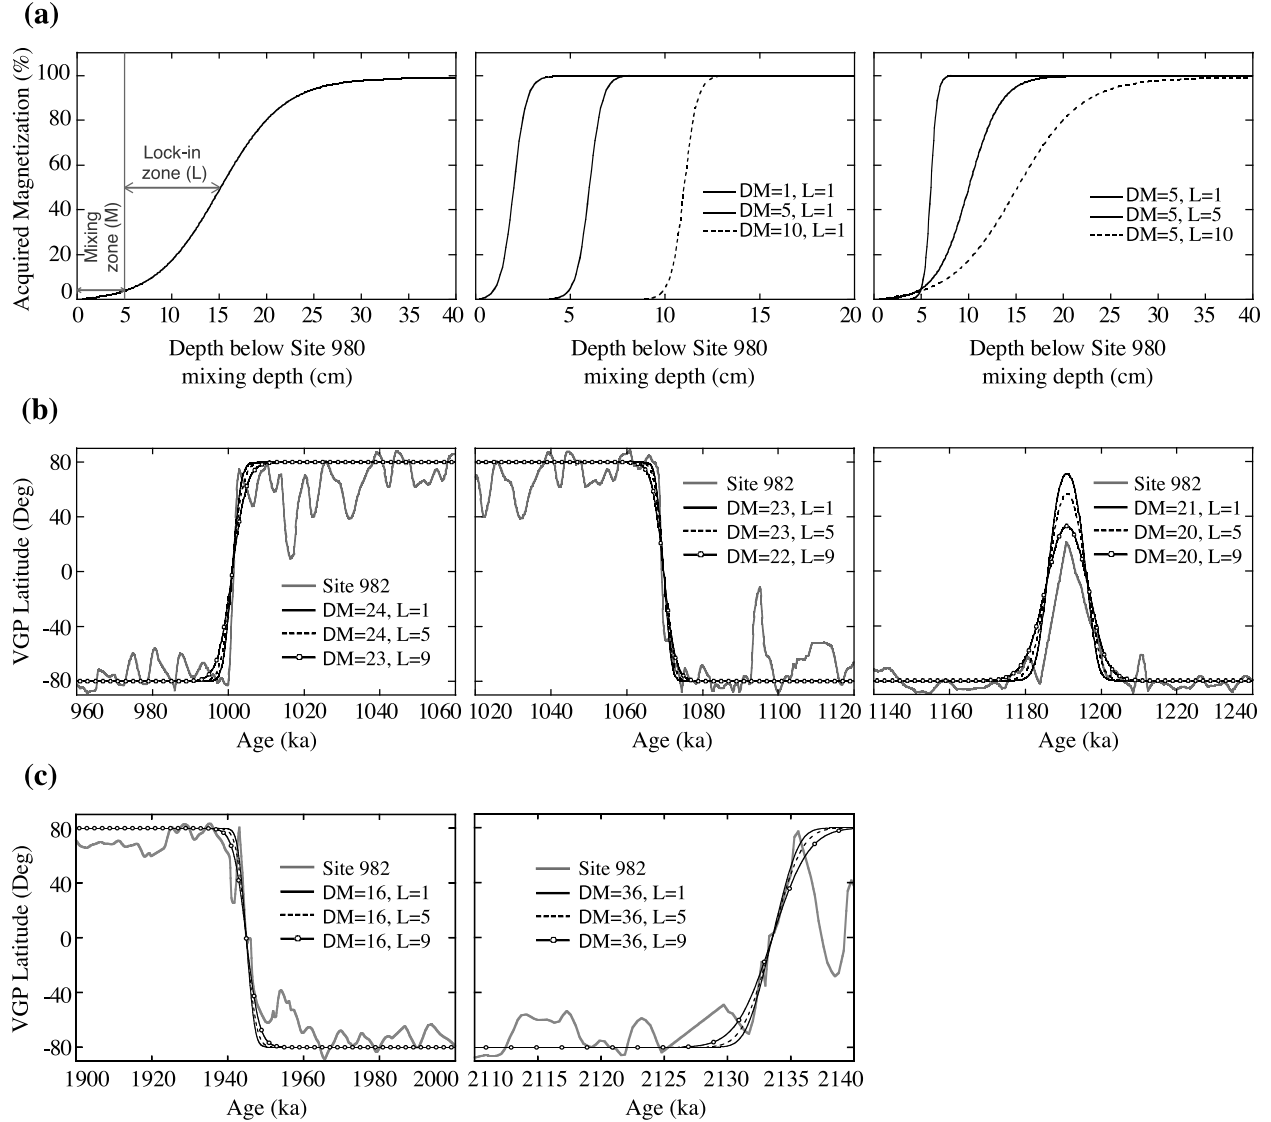 (a)
Acquired Magnetization (%)
100
80
60
40
20
0
Mixing
zone (M)
Lock-in
zone (L)
0 5 10 15 20 25 30 35 40
Depth below Site 980
mixing depth (cm)
DM=1, L=1
DM=5, L=1
DM=10, L=1
0 5 10 15 20
Depth below Site 980
mixing depth (cm)
DM=5, L=1
DM=5, L=5
DM=5, L=10
0 5 10 15 20 25 30 35 40
Depth below Site 980
mixing depth (cm)
(b)
VGP Latitude (Deg)
80
40
0
-40
-80
Site 982
DM=24, L=1
DM=24, L=5
DM=23, L=9
960 980 1000 1020 1040 1060
Age (ka)
Site 982
DM=23, L=1
DM=23, L=5
DM=22, L=9
1020 1040 1060 1080 1100 1120
Age (ka)
Site 982
DM=21, L=1
DM=20, L=5
DM=20, L=9
1140 1160 1180 1200 1220 1240
Age (ka)
(c)
VGP Latitude (Deg)
80
40
0
-40
-80
Site 982
DM=16, L=1
DM=16, L=5
DM=16, L=9
1900 1920 1940 1960 1980 2000
Age (ka)
Site 982
DM=36, L=1
DM=36, L=5
DM=36, L=9
2110 2115 2120 2125 2130 2135 2140
Age (ka)